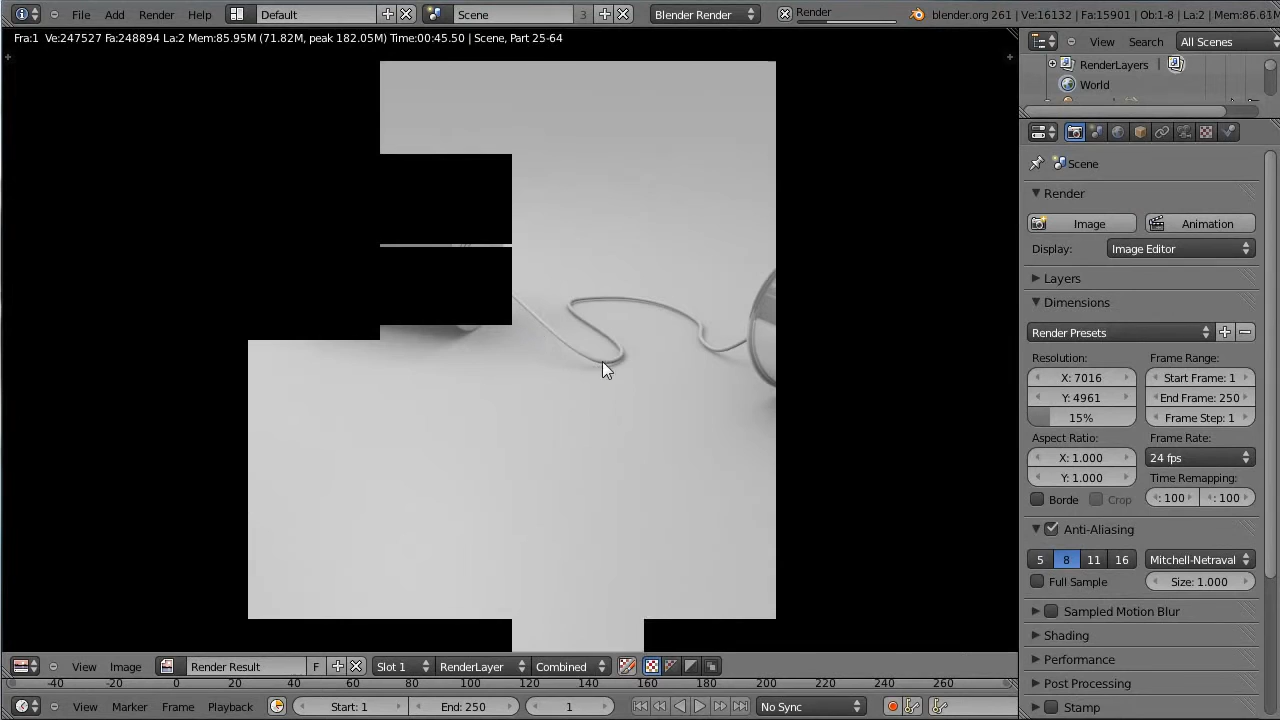 File Add Render Help Default Scene 3 Blender Render Render blender.org 261 | Ve:16132 | Fa:15901 | Ob:1-8 | La:2 | Mem:86.61M
Fra:1 Ve:247527 Fa:248894 La:2 Mem:85.95M (71.82M, peak 182.05M) Time:00:45.50 | Scene, Part 25-64
View Search All Scenes
RenderLayers
World
Scene
Render
Image Animation
Display: Image Editor
Layers
Dimensions
Render Presets
Resolution: Frame Range:
X: 7016 Start Frame: 1
Y: 4961 End Frame: 250
15% Frame Step: 1
Aspect Ratio: Frame Rate:
X: 1.000 24 fps
Y: 1.000 Time Remapping:
Borde Crop : 100 : 100
Anti-Aliasing
5 8 11 16 Mitchell-Netraval
Full Sample Size: 1.000
Sampled Motion Blur
Shading
Performance
Post Processing
Stamp
View Image Render Result F Slot 1 RenderLayer Combined
-40 -20 0 20 40 60 80 100 120 140 160 180 200 220 240 260
View Marker Frame Playback Start: 1 End: 250 1 No Sync